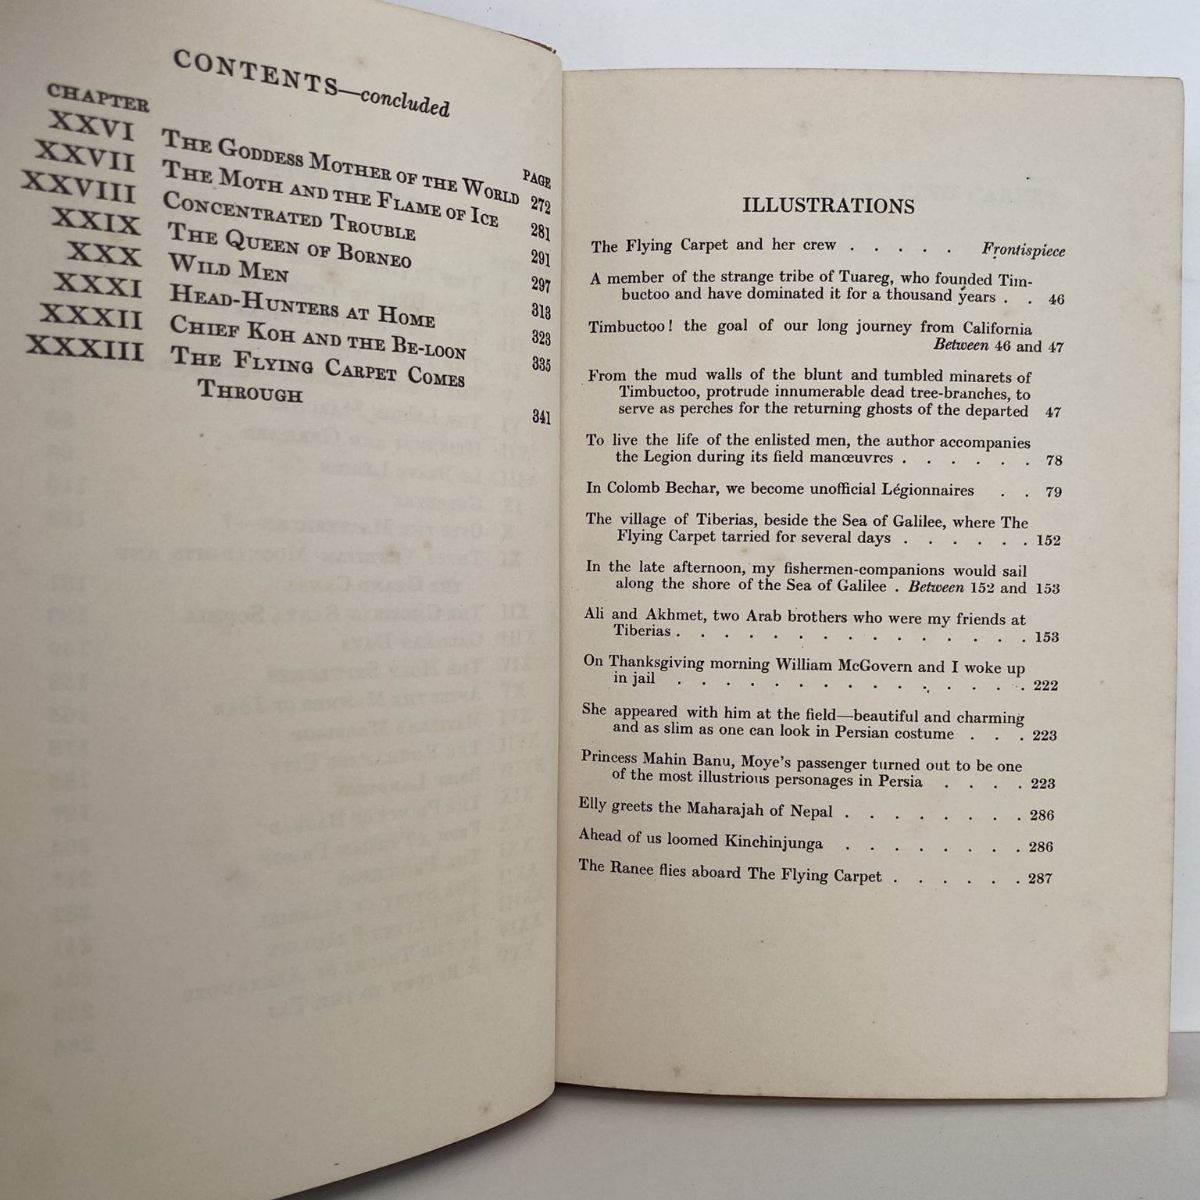 CONTENTS—concluded
CHAPTER PAGE
XXVI THE GODDESS MOTHER OF THE WORLD 272
XXVII THE MOTH AND THE FLAME OF ICE 281
XXVIII CONCENTRATED TROUBLE 291
XXIX THE QUEEN OF BORNEO 297
XXX WILD MEN 313
XXXI HEAD-HUNTERS AT HOME 323
XXXII CHIEF KOH AND THE BE-LOON 335
XXXIII THE FLYING CARPET COMES
THROUGH 341
ILLUSTRATIONS
The Flying Carpet and her crew . . . . . Frontispiece
A member of the strange tribe of Tuareg, who founded Tim-
buctoo and have dominated it for a thousand years . . 46
Timbuctoo! the goal of our long journey from California
Between 46 and 47
From the mud walls of the blunt and tumbled minarets of
Timbuctoo, protrude innumerable dead tree-branches, to
serve as perches for the returning ghosts of the departed 47
To live the life of the enlisted men, the author accompanies
the Legion during its field manœuvres . . . . . . 78
In Colomb Bechar, we become unofficial Légionnaires . . 79
The village of Tiberias, beside the Sea of Galilee, where The
Flying Carpet tarried for several days . . . . . . 152
In the late afternoon, my fishermen-companions would sail
along the shore of the Sea of Galilee . Between 152 and 153
Ali and Akhmet, two Arab brothers who were my friends at
Tiberias . . . . . . . . . . . . . . 153
On Thanksgiving morning William McGovern and I woke up
in jail . . . . . . . . . . . . . . 222
She appeared with him at the field—beautiful and charming
and as slim as one can look in Persian costume . . . 223
Princess Mahin Banu, Moye's passenger turned out to be one
of the most illustrious personages in Persia . . . . 223
Elly greets the Maharajah of Nepal . . . . . . . 286
Ahead of us loomed Kinchinjunga . . . . . . . . 286
The Ranee flies aboard The Flying Carpet . . . . . . 287